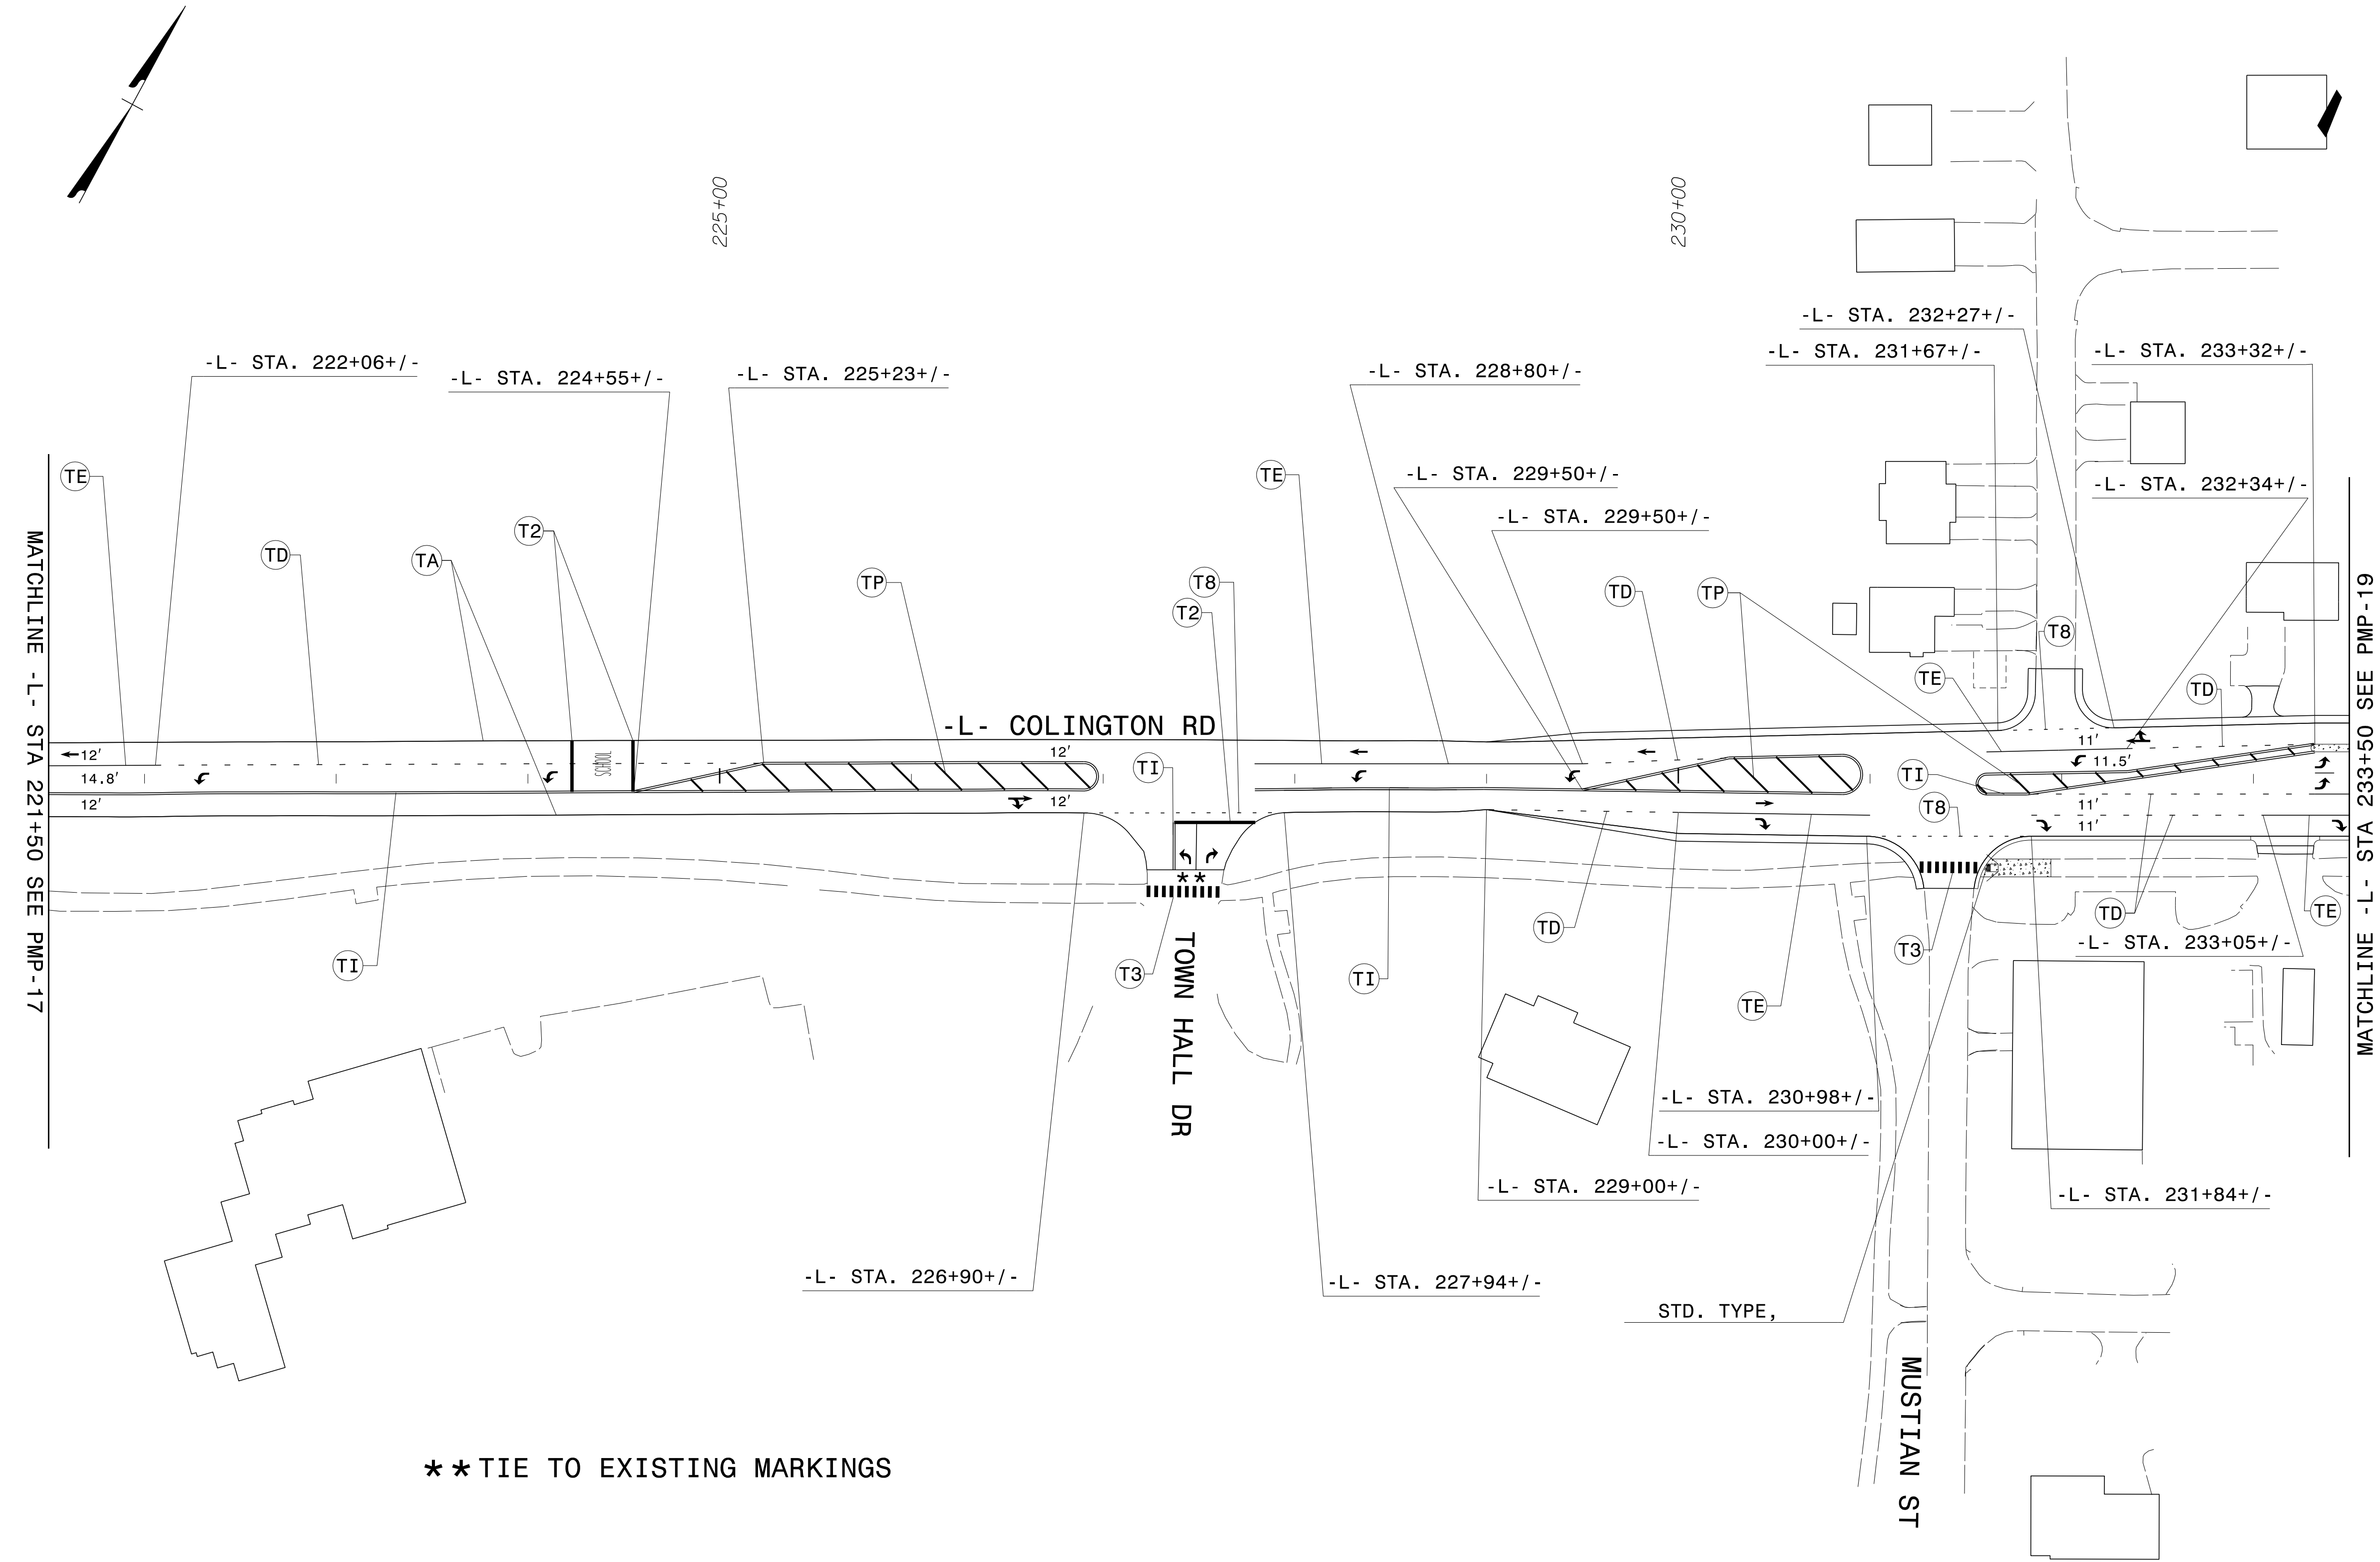 225+00
230+00
-L- STA. 232+27+/-
-L- STA. 231+67+/-
-L- STA. 233+32+/-
-L- STA. 222+06+/-
-L- STA. 224+55+/-
-L- STA. 225+23+/-
-L- STA. 228+80+/-
TE
TE
-L- STA. 229+50+/-
-L- STA. 232+34+/-
-L- STA. 229+50+/-
T2
TD
TA
TP
T8
T2
TD
TP
T8
TE
TD
MATCHLINE -L- STA 221+50 SEE PMP-17
MATCHLINE -L- STA 233+50 SEE PMP-19
-L- COLINGTON RD
12'
14.8'
12'
SCHOOL
12'
12'
TI
11'
11.5'
11'
11'
TI
T8
**
TI
T3
TOWN HALL DR
TI
TD
TE
T3
TD
TE
-L- STA. 233+05+/-
-L- STA. 230+98+/-
-L- STA. 230+00+/-
-L- STA. 229+00+/-
-L- STA. 231+84+/-
-L- STA. 226+90+/-
-L- STA. 227+94+/-
STD. TYPE,
MUSTIAN ST
**TIE TO EXISTING MARKINGS